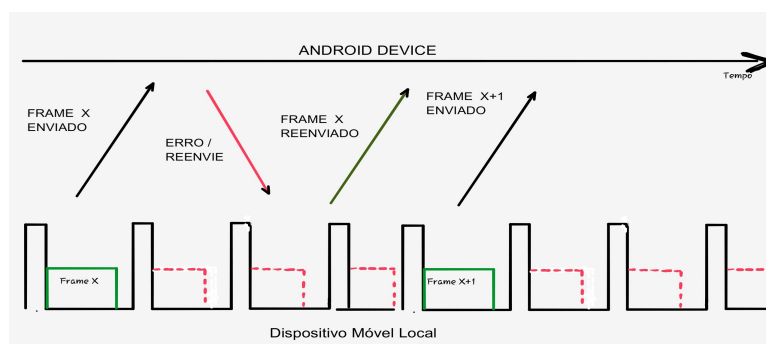 ANDROID DEVICE
Tempo
FRAME X
ENVIADO
ERRO /
REENVIE
FRAME X
REENVIADO
FRAME X+1
ENVIADO
Frame X
Frame X+1
Dispositivo Móvel Local